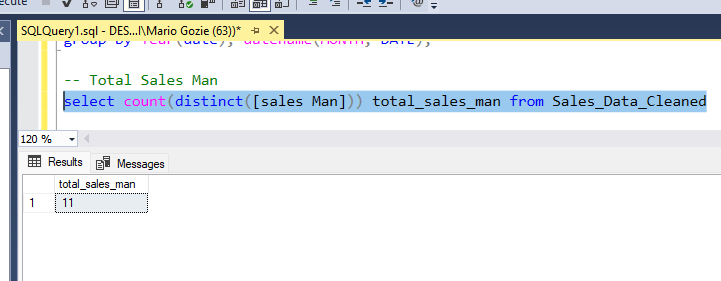 ecute
SQLQuery1.sql - DES...I\Mario Gozie (63))*
group by Year(date), datename(MONTH, DATE);
-- Total Sales Man
select count(distinct([sales Man])) total_sales_man from Sales_Data_Cleaned
120 %
Results Messages
total_sales_man
1 11